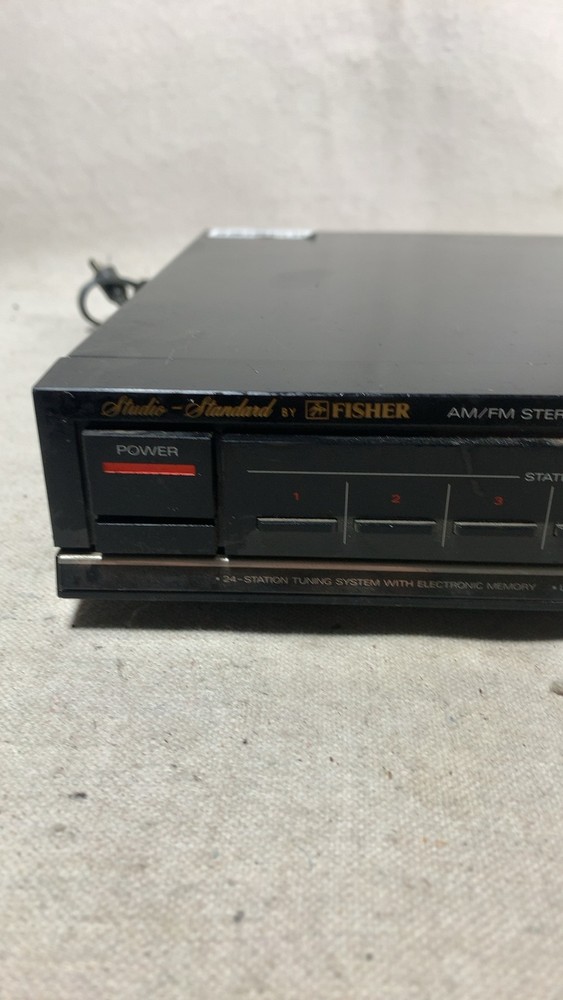 Studio-Standard BY FISHER AM/FM STER
POWER
STATI
1 2 3
• 24-STATION TUNING SYSTEM WITH ELECTRONIC MEMORY •